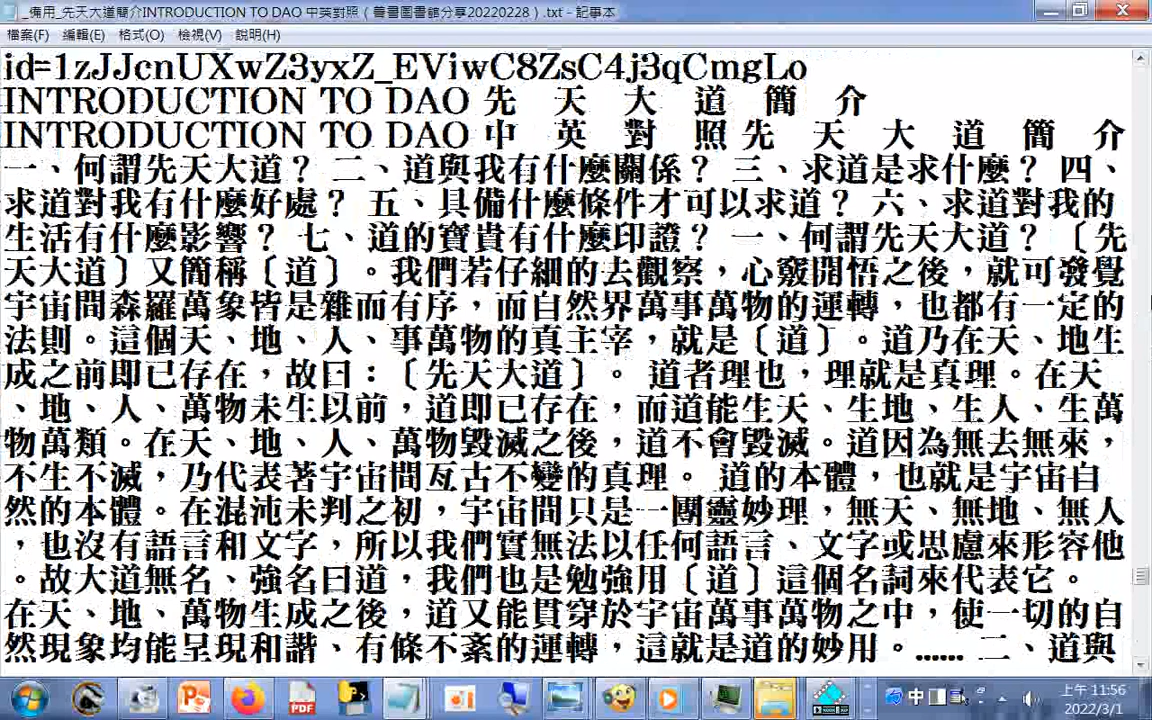 _備用_先天大道簡介INTRODUCTION TO DAO 中英對照（善書圖書館分享20220228）.txt - 記事本
檔案(F) 編輯(E) 格式(O) 檢視(V) 說明(H)
id=1zJJcnUXwZ3yxZ_EViwC8ZsC4j3qCmgLo
INTRODUCTION TO DAO 先 天 大 道 簡 介
INTRODUCTION TO DAO 中 英 對 照 先 天 大 道 簡 介
一、何謂先天大道？ 二、道與我有什麼關係？ 三、求道是求什麼？ 四、
求道對我有什麼好處？ 五、具備什麼條件才可以求道？ 六、求道對我的
生活有什麼影響？ 七、道的寶貴有什麼印證？ 一、何謂先天大道？ 〔先
天大道〕又簡稱〔道〕。我們若仔細的去觀察，心竅開悟之後，就可發覺
宇宙間森羅萬象皆是雜而有序，而自然界萬事萬物的運轉，也都有一定的
法則。這個天、地、人、事萬物的真主宰，就是〔道〕。道乃在天、地生
成之前即已存在，故曰：〔先天大道〕。 道者理也，理就是真理。在天
、地、人、萬物未生以前，道即已存在，而道能生天、生地、生人、生萬
物萬類。在天、地、人、萬物毀滅之後，道不會毀滅。道因為無去無來，
不生不滅，乃代表著宇宙間亙古不變的真理。 道的本體，也就是宇宙自
然的本體。在混沌未判之初，宇宙間只是一團靈妙理，無天、無地、無人
，也沒有語言和文字，所以我們實無法以任何語言、文字或思慮來形容他
。故大道無名、強名曰道，我們也是勉強用〔道〕這個名詞來代表它。
在天、地、萬物生成之後，道又能貫穿於宇宙萬事萬物之中，使一切的自
然現象均能呈現和諧、有條不紊的運轉，這就是道的妙用。…… 二、道與
中
上午 11:56
2022/3/1